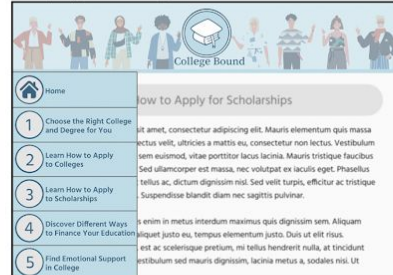 College Bound
Home
How to Apply for Scholarships
1 Choose the Right College
and Degree for You
2 Learn How to Apply
to Colleges
3 Learn How to Apply
to Scholarships
4 Discover Different Ways
to Finance Your Education
5 Find Emotional Support
in College
sit amet, consectetur adipiscing elit. Mauris elementum quis massa
lectus velit, ultricies a mattis eu, consectetur non lectus. Vestibulum
sem euismod, vitae porttitor lacus lacinia. Mauris tristique faucibus
Sed ullamcorper est massa, nec volutpat ex iaculis eget. Phasellus
tellus ac, dictum dignissim nisl. Sed velit turpis, efficitur ac tristique
Suspendisse blandit diam nec sagittis pulvinar.
enim in metus interdum maximus quis dignissim sem. Aliquam
aliquet justo eu, tempus elementum justo. Duis ut elit risus.
est ac scelerisque pretium, mi tellus hendrerit nulla, at tincidunt
vestibulum sed mauris dignissim, lacinia metus a, sodales nisi. Ut